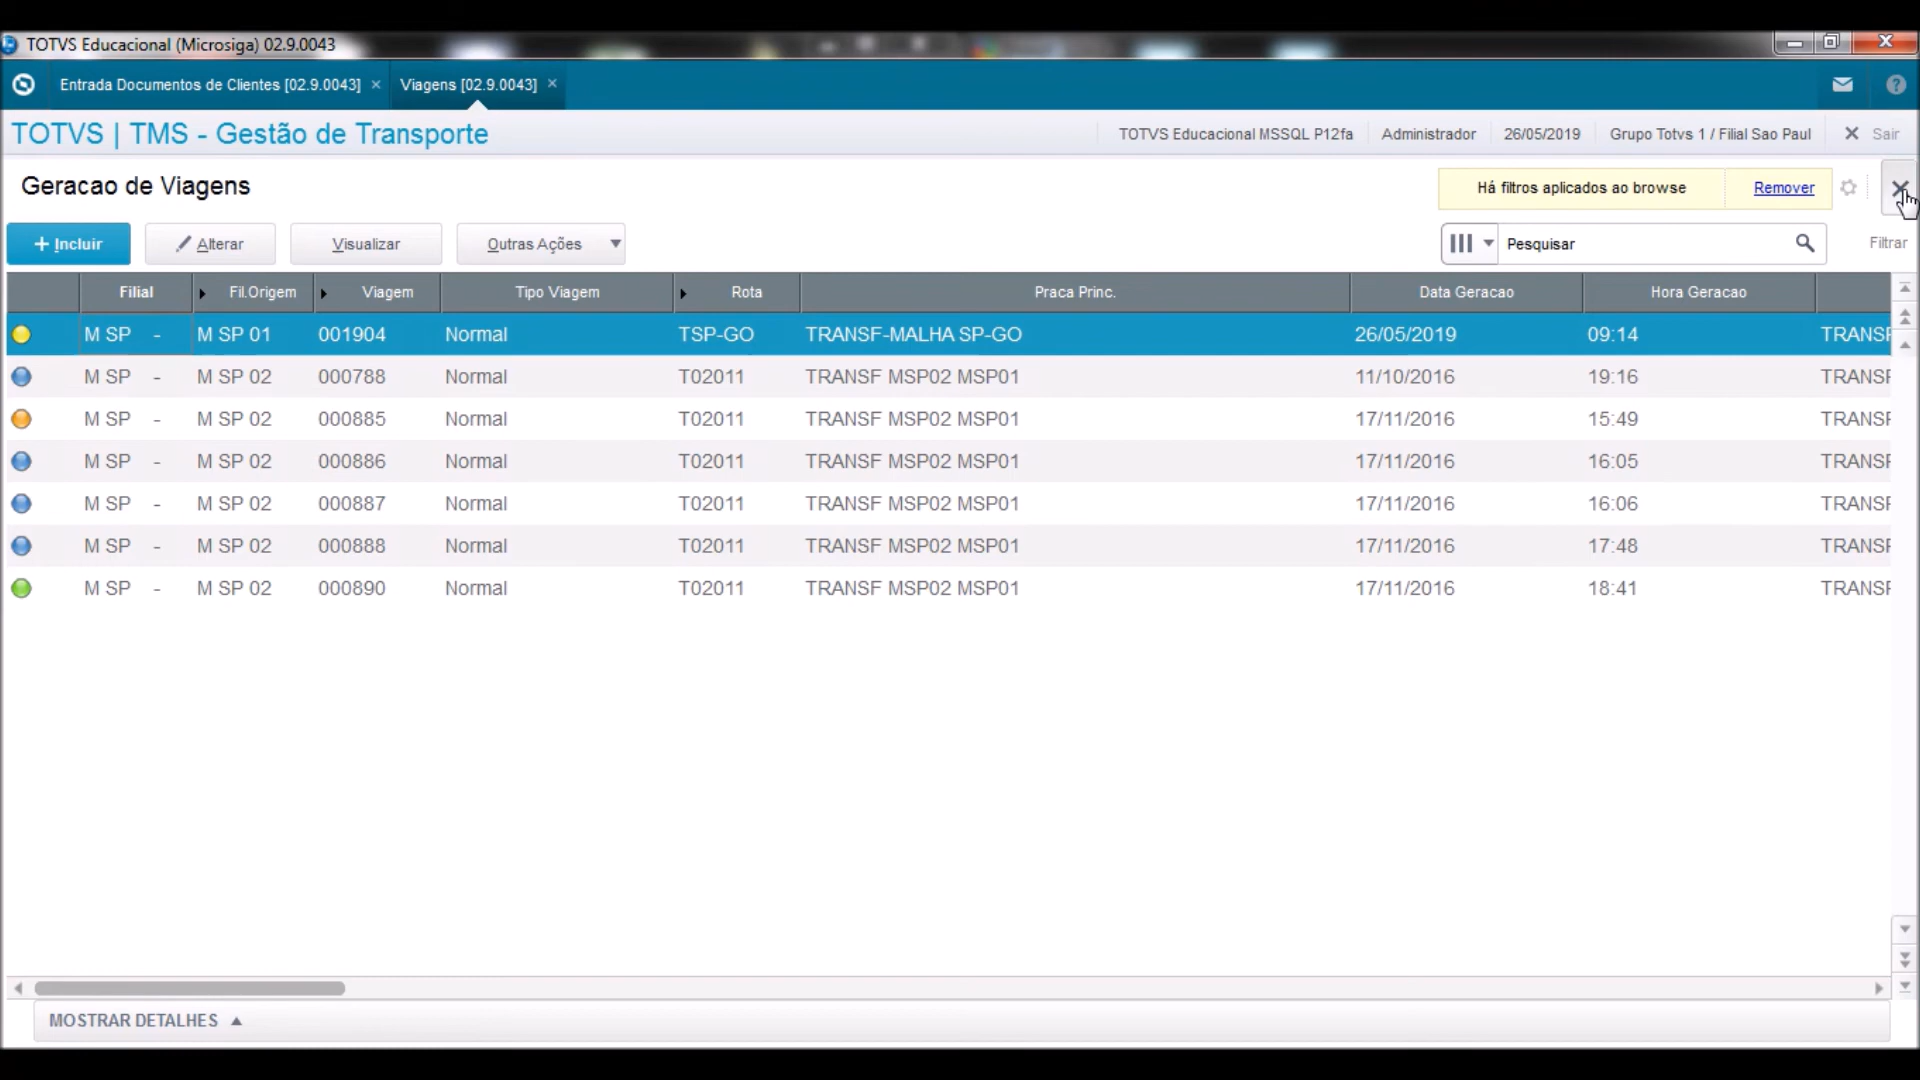 TOTVS Educacional (Microsiga) 02.9.0043
Entrada Documentos de Clientes [02.9.0043] × Viagens [02.9.0043] ×
TOTVS | TMS - Gestão de Transporte
TOTVS Educacional MSSQL P12fa Administrador 26/05/2019 Grupo Totvs 1 / Filial Sao Paul × Sair
Geracao de Viagens
Há filtros aplicados ao browse Remover
+ Incluir Alterar Visualizar Outras Ações Pesquisar Filtrar
Filial Fil.Origem Viagem Tipo Viagem Rota Praca Princ. Data Geracao Hora Geracao
M SP - M SP 01 001904 Normal TSP-GO TRANSF-MALHA SP-GO 26/05/2019 09:14 TRANSF
M SP - M SP 02 000788 Normal T02011 TRANSF MSP02 MSP01 11/10/2016 19:16 TRANSF
M SP - M SP 02 000885 Normal T02011 TRANSF MSP02 MSP01 17/11/2016 15:49 TRANSF
M SP - M SP 02 000886 Normal T02011 TRANSF MSP02 MSP01 17/11/2016 16:05 TRANSF
M SP - M SP 02 000887 Normal T02011 TRANSF MSP02 MSP01 17/11/2016 16:06 TRANSF
M SP - M SP 02 000888 Normal T02011 TRANSF MSP02 MSP01 17/11/2016 17:48 TRANSF
M SP - M SP 02 000890 Normal T02011 TRANSF MSP02 MSP01 17/11/2016 18:41 TRANSF
MOSTRAR DETALHES